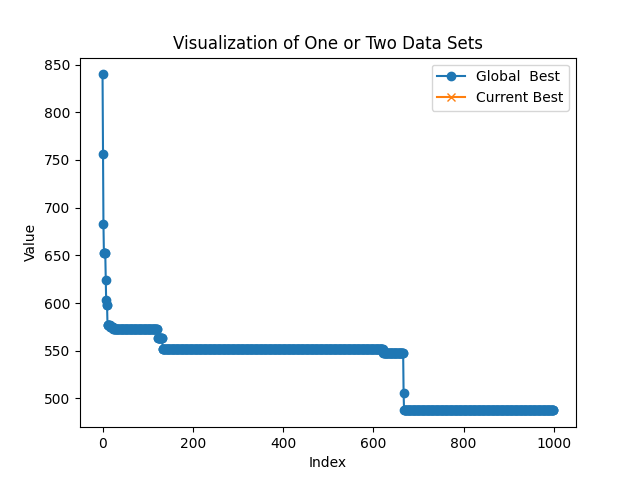 Visualization of One or Two Data Sets
Global  Best
Current Best
Value
850
800
750
700
650
600
550
500
0
200
400
600
800
1000
Index